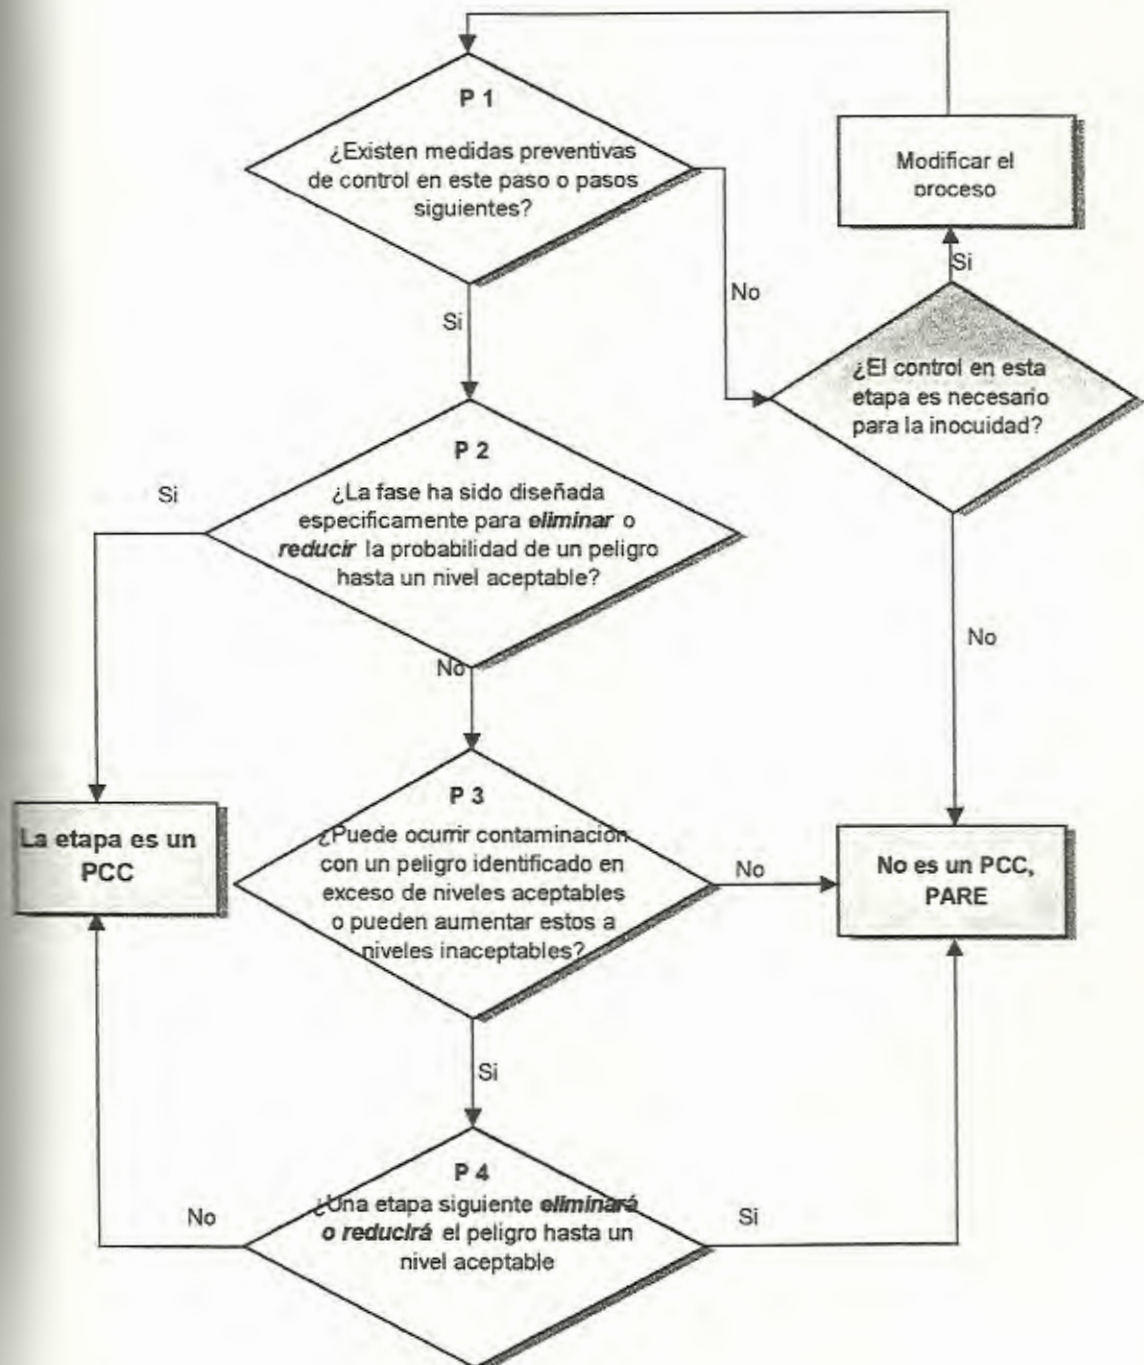 P 1
¿Existen medidas preventivas
de control en este paso o pasos
siguientes?
Modificar el
proceso
Si
No
Si
¿El control en esta
etapa es necesario
para la inocuidad?
P 2
Si
¿La fase ha sido diseñada
especificamente para eliminar o
reducir la probabilidad de un peligro
hasta un nivel aceptable?
No
No
P 3
¿Puede ocurrir contaminación
con un peligro identificado en
exceso de niveles aceptables
o pueden aumentar estos a
niveles inaceptables?
La etapa es un
PCC
No
No es un PCC,
PARE
Si
P 4
¿Una etapa siguiente eliminará
o reducirá el peligro hasta un
nivel aceptable
No
Si